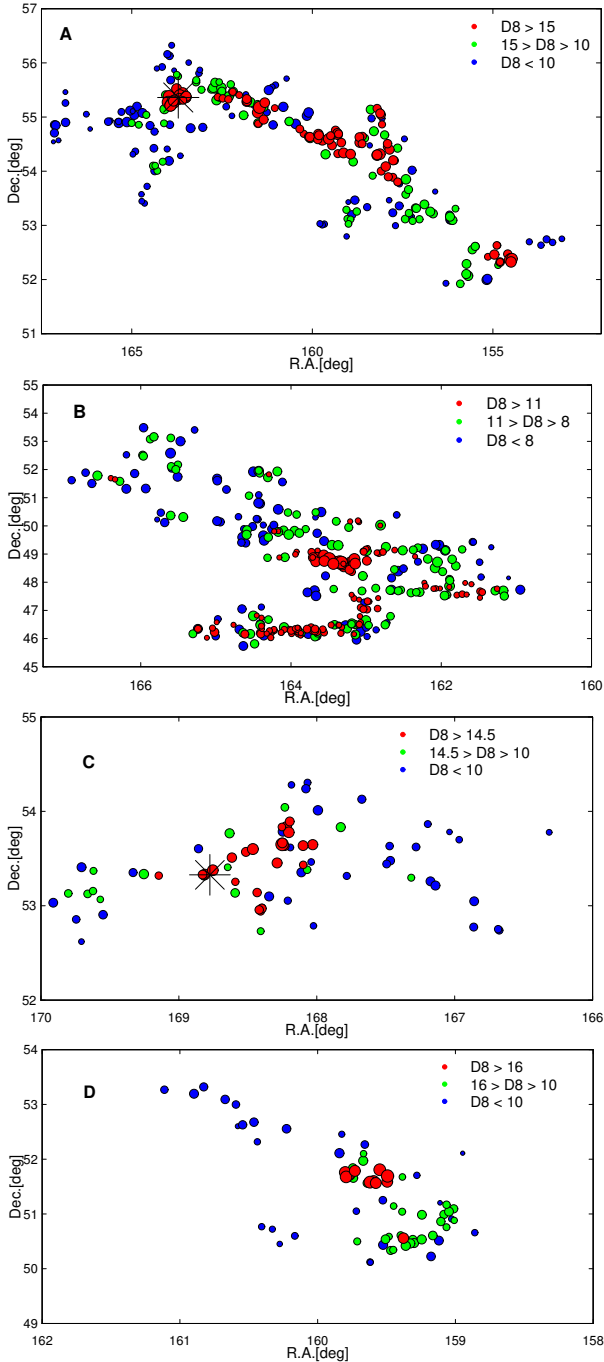 A
D8 > 15
15 > D8 > 10
D8 < 10
57
56
55
54
53
52
51
Dec.[deg]
165 160 155
R.A.[deg]
B
D8 > 11
11 > D8 > 8
D8 < 8
55
54
53
52
51
50
49
48
47
46
45
Dec.[deg]
166 164 162 160
R.A.[deg]
C
D8 > 14.5
14.5 > D8 > 10
D8 < 10
55
54
53
52
Dec.[deg]
170 169 168 167 166
R.A.[deg]
D
D8 > 16
16 > D8 > 10
D8 < 10
54
53
52
51
50
49
Dec.[deg]
162 161 160 159 158
R.A.[deg]